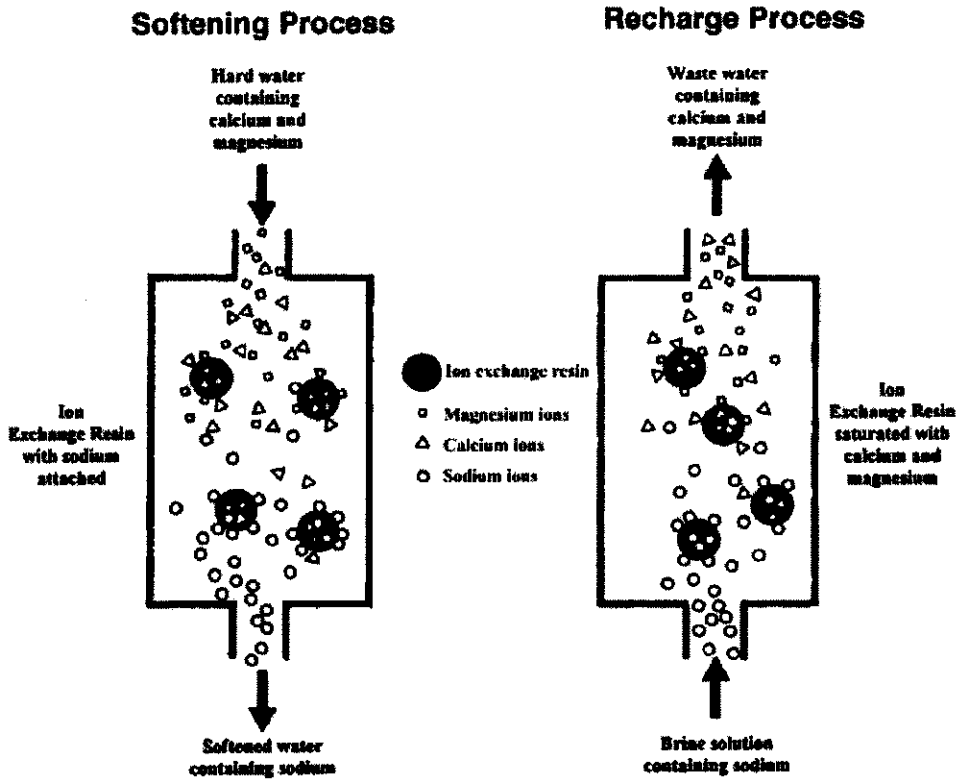 Softening Process
Recharge Process
Hard water
containing
calcium and
magnesium
Waste water
containing
calcium and
magnesium
Ion exchange resin
Magnesium ions
Calcium ions
Sodium ions
Ion
Exchange Resin
with sodium
attached
Ion
Exchange Resin
saturated with
calcium and
magnesium
Softened water
containing sodium
Brine solution
containing sodium